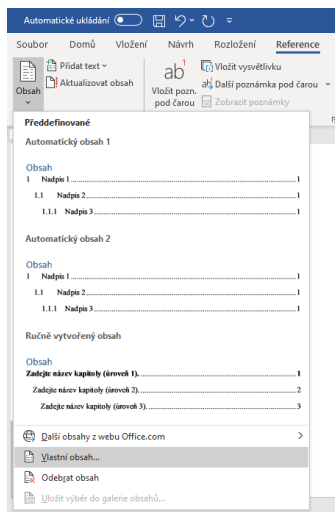 Automatické ukládání
Soubor Domů Vložení Návrh Rozložení Reference
Obsah
Přidat text
Aktualizovat obsah
ab1
Vložit pozn. pod čarou
Vložit vysvětlivku
Další poznámka pod čarou
Zobrazit poznámky
Předdefinované
Automatický obsah 1
Obsah
1 Nadpis 1 1
1.1 Nadpis 2 1
1.1.1 Nadpis 3 1
Automatický obsah 2
Obsah
1 Nadpis 1 1
1.1 Nadpis 2 1
1.1.1 Nadpis 3 1
Ručně vytvořený obsah
Obsah
Zadejte název kapitoly (úroveň 1). 1
Zadejte název kapitoly (úroveň 2). 2
Zadejte název kapitoly (úroveň 3). 3
Další obsahy z webu Office.com
Vlastní obsah...
Odebrat obsah
Uložit výběr do galerie obsahů...